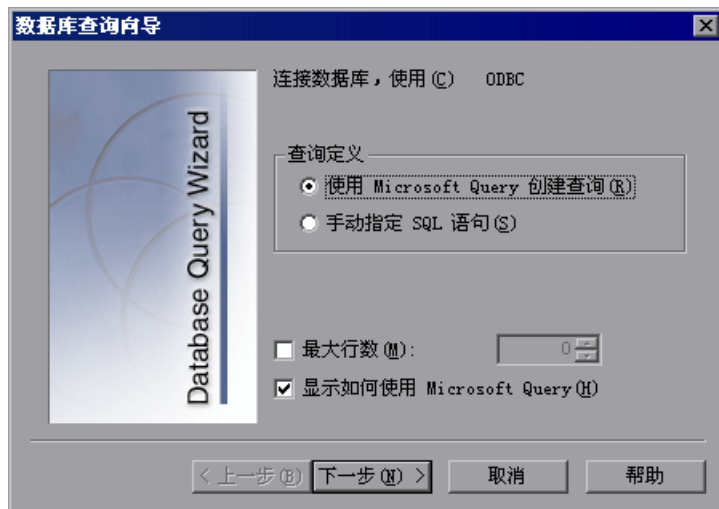 数据库查询向导
Database Query Wizard
连接数据库，使用(C) ODBC
查询定义
使用 Microsoft Query 创建查询(R)
手动指定 SQL 语句(S)
最大行数(M): 0
显示如何使用 Microsoft Query(H)
< 上一步(B) 下一步(N) > 取消 帮助